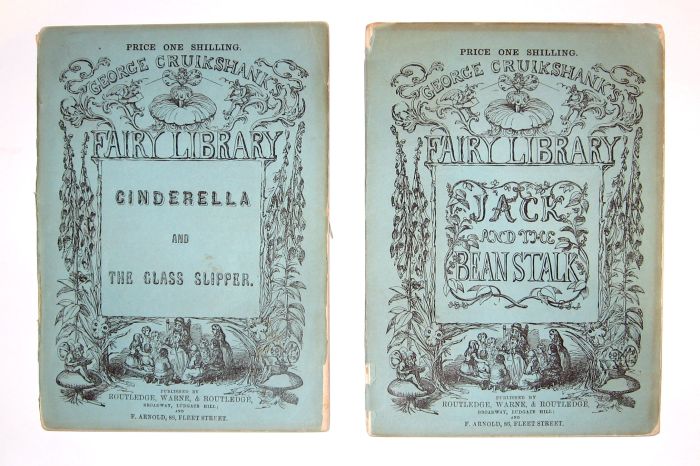 PRICE ONE SHILLING.
GEORGE CRUIKSHANK'S
FAIRY LIBRARY
CINDERELLA
AND
THE GLASS SLIPPER.
PUBLISHED BY
ROUTLEDGE, WARNE, & ROUTLEDGE,
BROADWAY, LUDGATE HILL;
AND
F. ARNOLD, 86, FLEET STREET.
PRICE ONE SHILLING.
GEORGE CRUIKSHANK'S
FAIRY LIBRARY
JACK
AND THE
BEAN STALK
PUBLISHED BY
ROUTLEDGE, WARNE, & ROUTLEDGE,
BROADWAY, LUDGATE HILL;
AND
F. ARNOLD, 86, FLEET STREET.